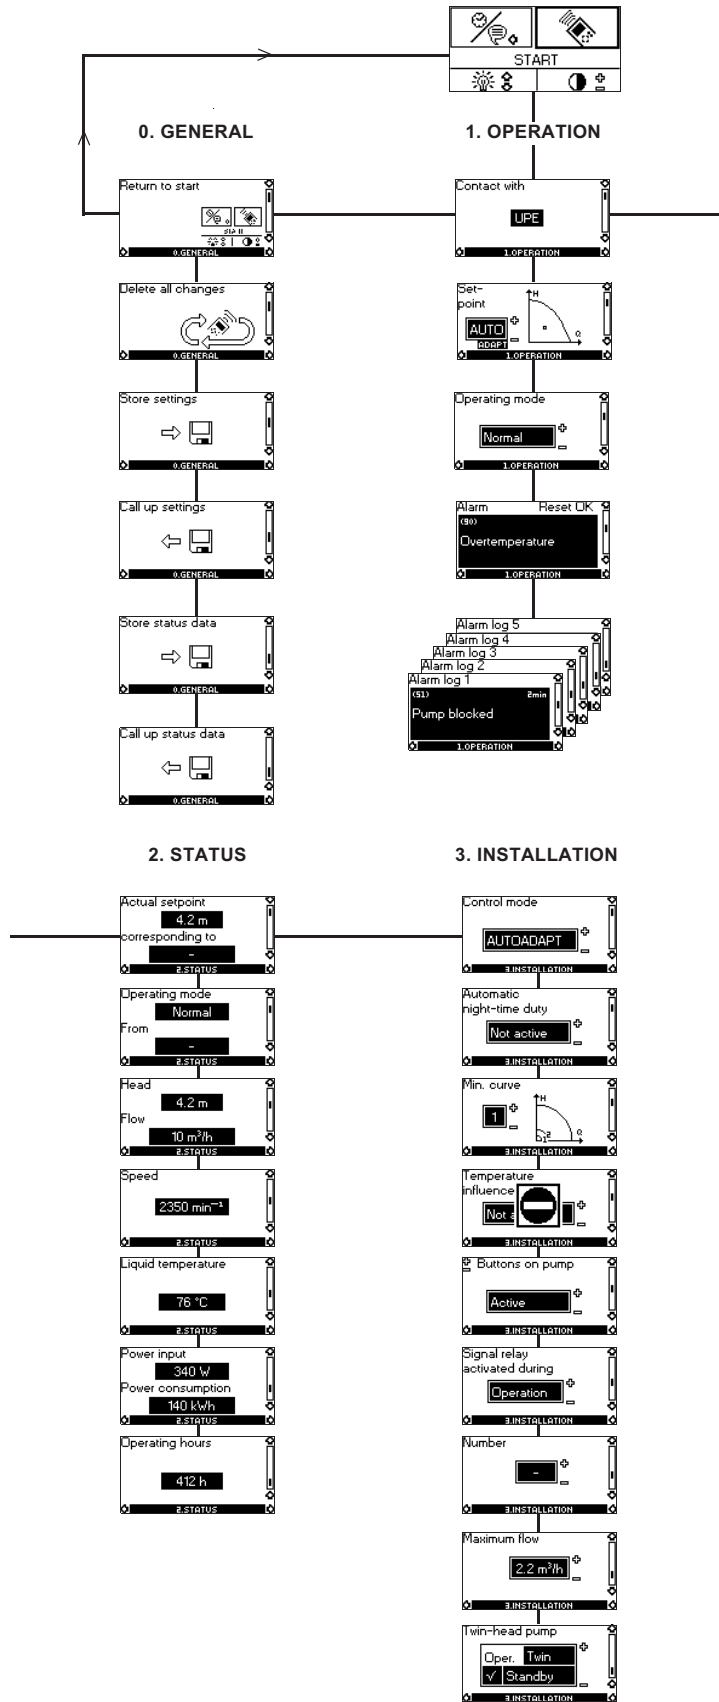 START
0. GENERAL
1. OPERATION
Return to start
START
0.GENERAL
Delete all changes
0.GENERAL
Store settings
0.GENERAL
Call up settings
0.GENERAL
Store status data
0.GENERAL
Call up status data
0.GENERAL
Contact with
UPE
1.OPERATION
Set-
point
H
AUTO
+
−
ADAPT
Q
1.OPERATION
Operating mode
Normal
+
−
1.OPERATION
Alarm Reset OK
(90)
Overtemperature
1.OPERATION
Alarm log 5
Alarm log 4
Alarm log 3
Alarm log 2
Alarm log 1
(51) 2min
Pump blocked
1.OPERATION
2. STATUS
3. INSTALLATION
Actual setpoint
4.2 m
corresponding to
-
2.STATUS
Operating mode
Normal
From
-
2.STATUS
Head
4.2 m
Flow
10 m³/h
2.STATUS
Speed
2350 min⁻¹
2.STATUS
Liquid temperature
76 °C
2.STATUS
Power input
340 W
Power consumption
140 kWh
2.STATUS
Operating hours
412 h
2.STATUS
Control mode
AUTOADAPT
+
−
3.INSTALLATION
Automatic
night-time duty
Not active
+
−
3.INSTALLATION
Min. curve
H
1
+
−
1 2
Q
3.INSTALLATION
Temperature
influence
Not a
+
−
3.INSTALLATION
Buttons on pump
Active
+
−
3.INSTALLATION
Signal relay
activated during
Operation
+
−
3.INSTALLATION
Number
-
+
−
3.INSTALLATION
Maximum flow
2.2 m³/h
+
−
3.INSTALLATION
Twin-head pump
Oper. Twin
√ Standby
+
−
3.INSTALLATION